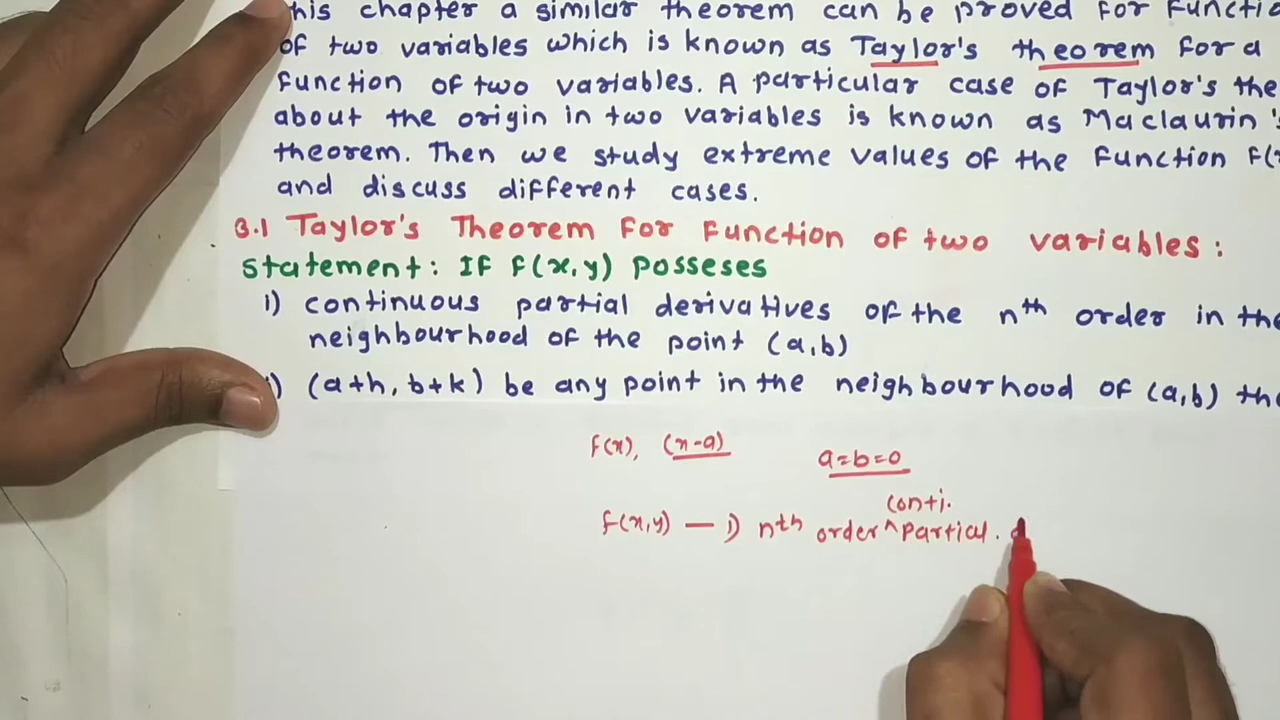 his chapter a similar theorem can be proved for functio
of two variables which is known as Taylor's theorem for a
function of two variables. A particular case of Taylor's the
about the origin in two variables is known as Maclaurin's
theorem. Then we study extreme values of the function f(
and discuss different cases.
3.1 Taylor's Theorem for function of two variables:
Statement: If f(x,y) posseses
i) continuous partial derivatives of the nth order in the
neighbourhood of the point (a,b)
) (a+h, b+k) be any point in the neighbourhood of (a,b) the
f(x), (x-a)
a=b=0
conti.
f(x,y) — i) nth order ^ partial.